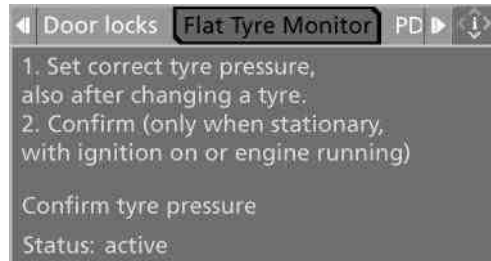 Door locks Flat Tyre Monitor PD
1. Set correct tyre pressure,
also after changing a tyre.
2. Confirm (only when stationary,
with ignition on or engine running)
Confirm tyre pressure
Status: active